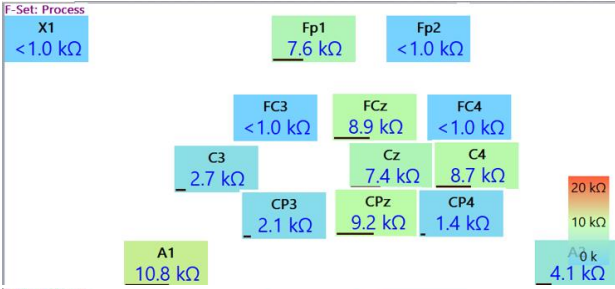 F-Set: Process
X1 Fp1 Fp2
<1.0 kΩ 7.6 kΩ <1.0 kΩ
FC3 FCz FC4
<1.0 kΩ 8.9 kΩ <1.0 kΩ
C3 Cz C4
2.7 kΩ 7.4 kΩ 8.7 kΩ
20 kΩ
CP3 CPz CP4
2.1 kΩ 9.2 kΩ 1.4 kΩ
10 kΩ
A1 A2
10.8 kΩ 0 k
4.1 kΩ